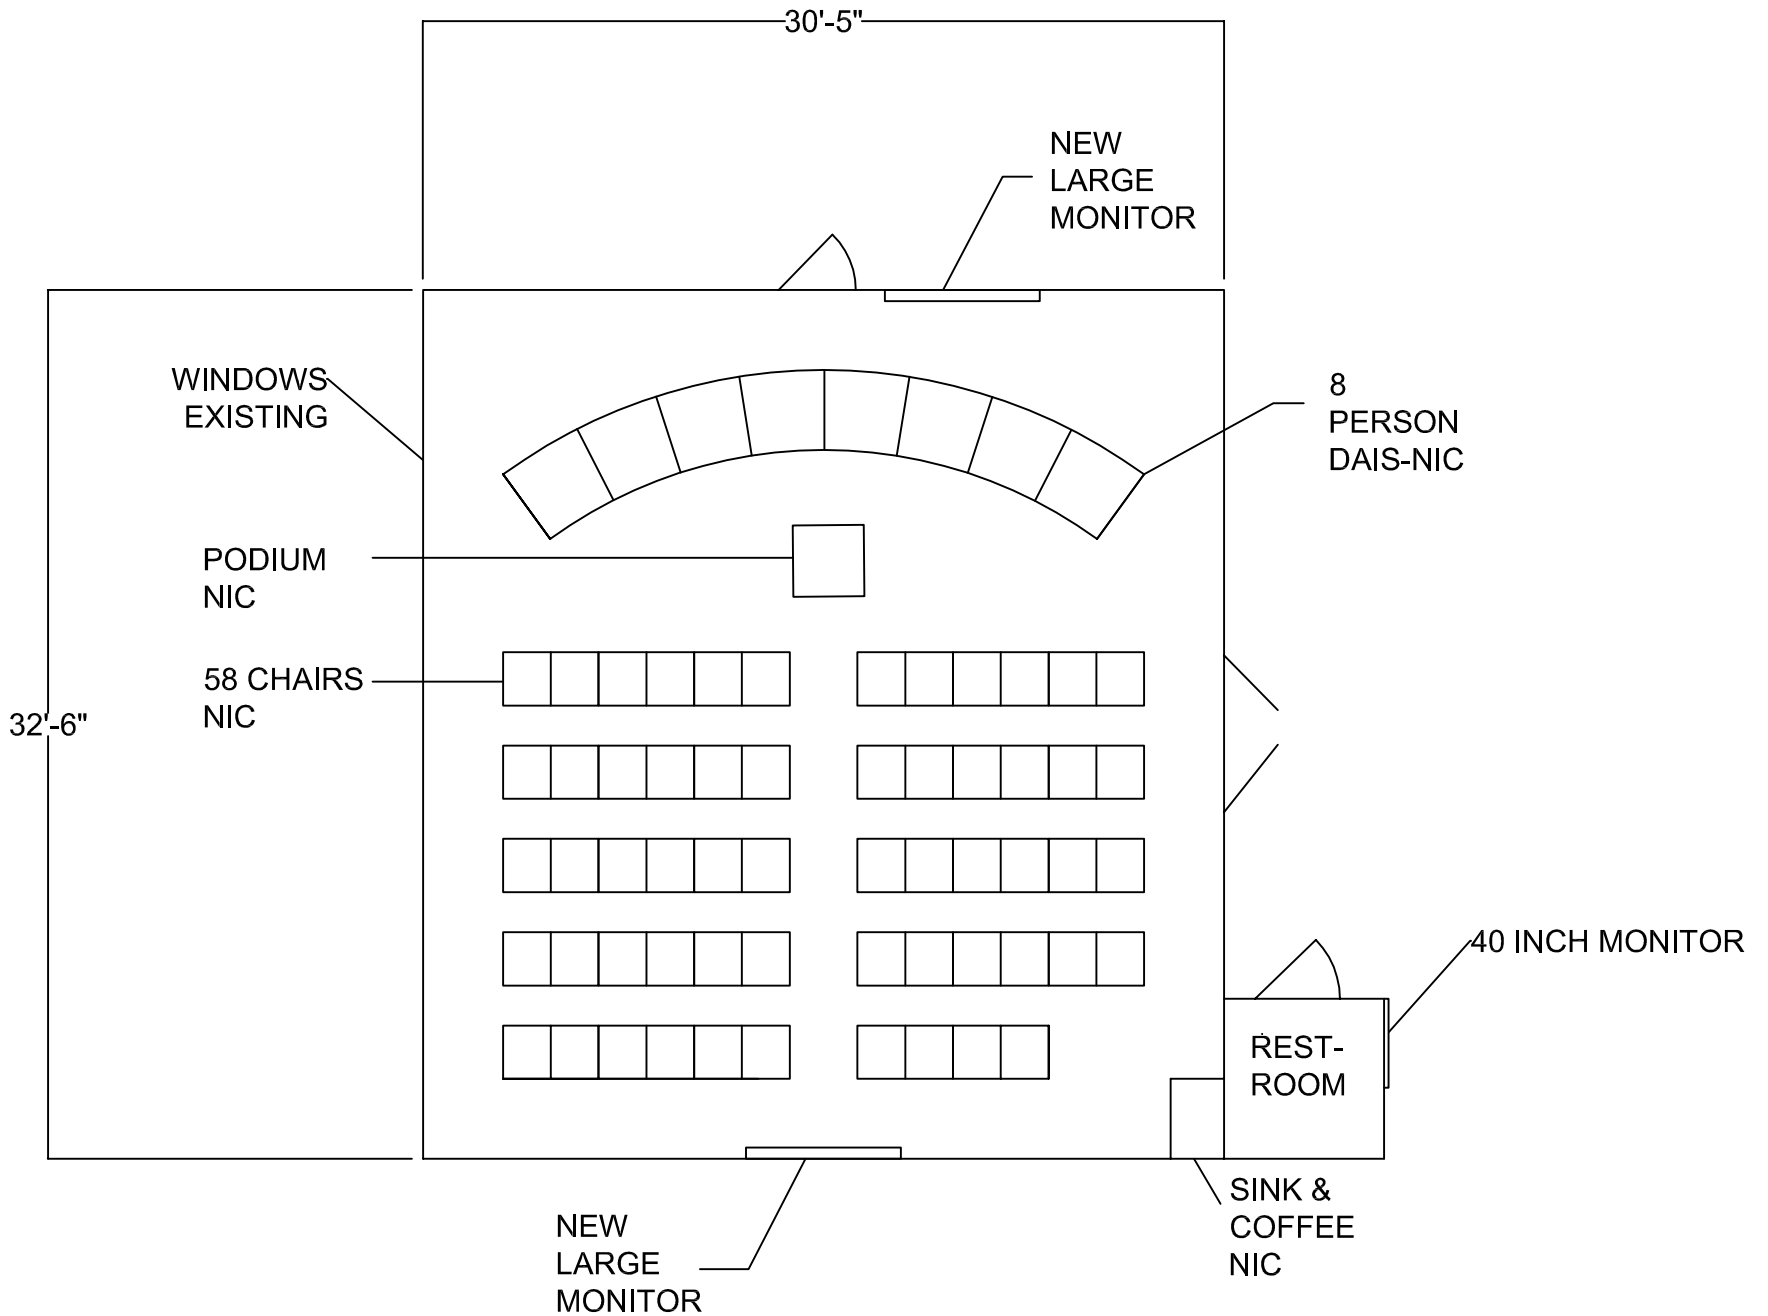 30'-5"
NEW
LARGE
MONITOR
WINDOWS
EXISTING
8
PERSON
DAIS-NIC
PODIUM
NIC
58 CHAIRS
NIC
32'-6"
40 INCH MONITOR
REST-
ROOM
SINK &
COFFEE
NIC
NEW
LARGE
MONITOR